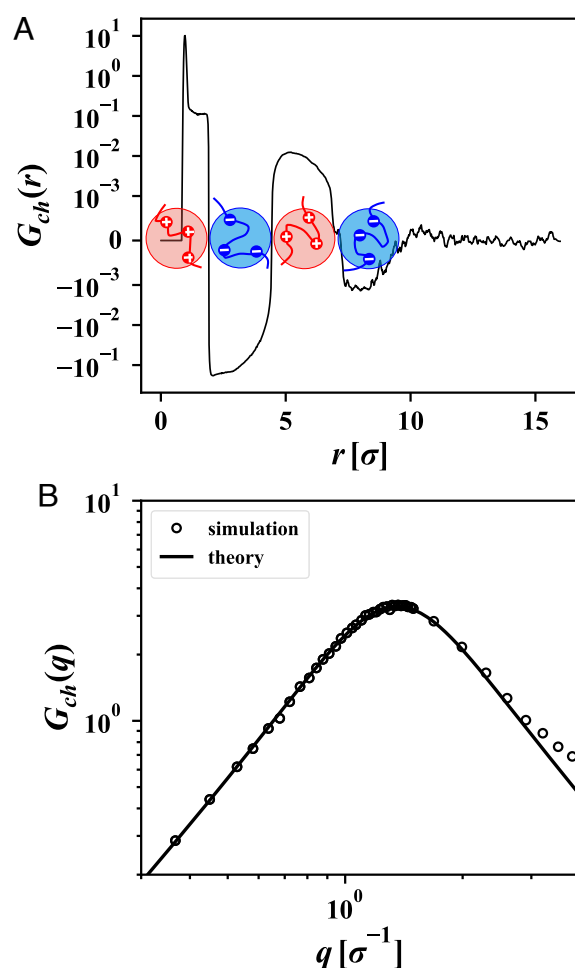 A
G_ch(r)
10^1
10^0
10^-1
10^-2
10^-3
0
−10^-3
−10^-2
−10^-1
+ + + − − − + + + − − −
0 5 10 15
r [σ]
B
G_ch(q)
10^1
10^0
simulation
theory
10^0
q [σ^-1]